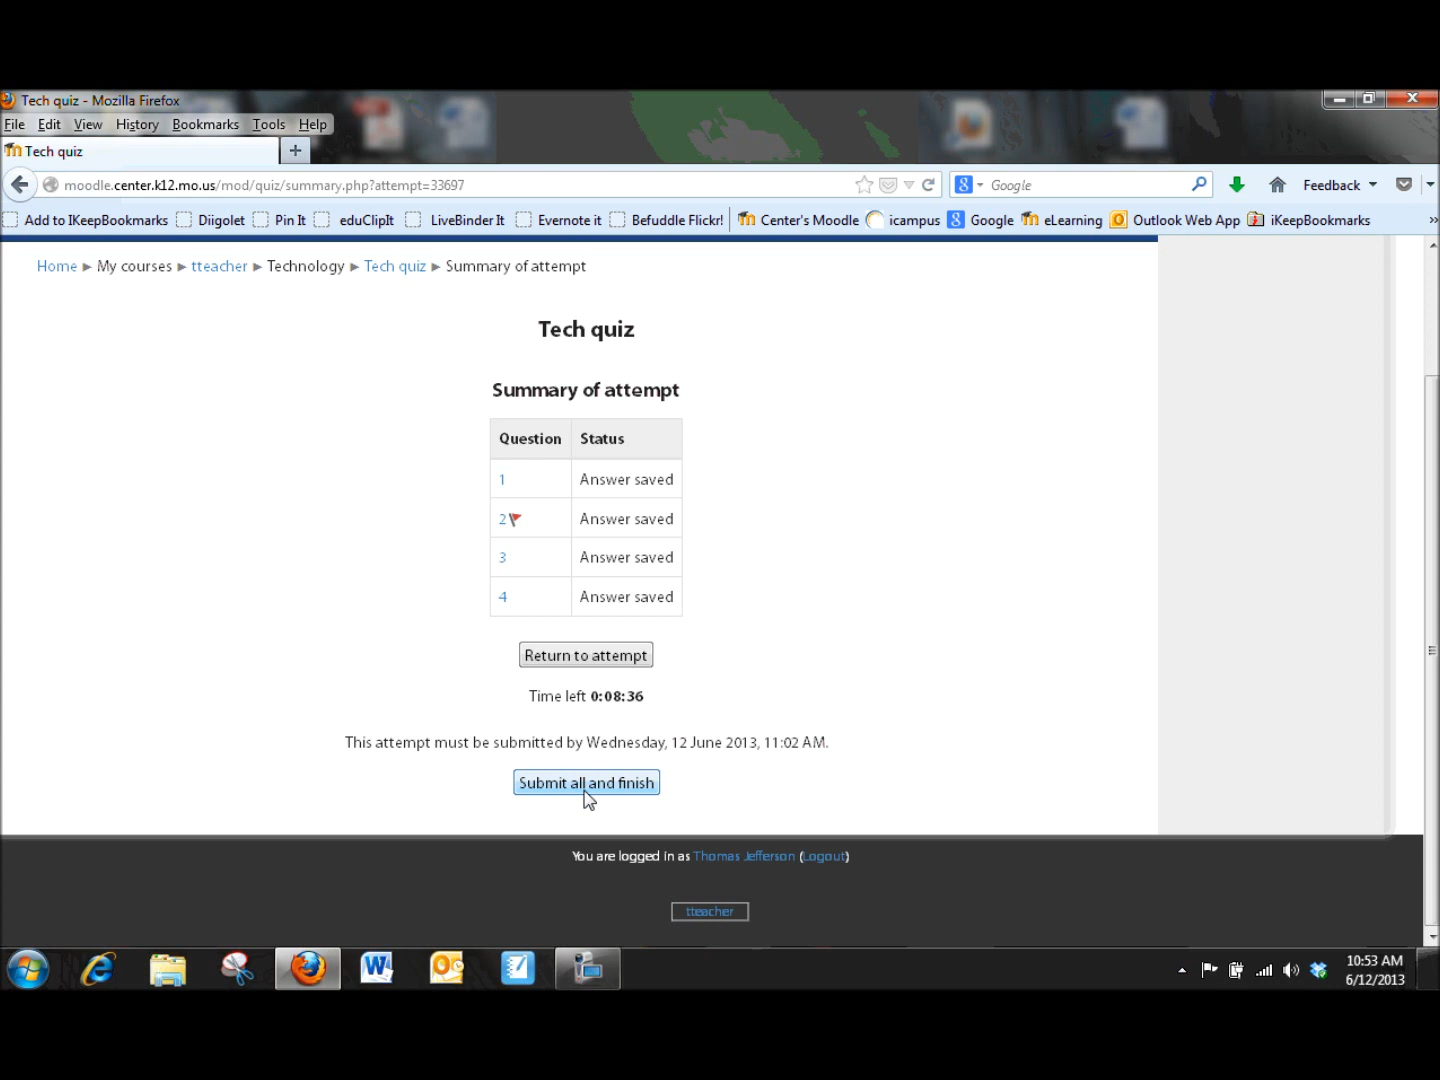 Tech quiz - Mozilla Firefox
File Edit View History Bookmarks Tools Help
Tech quiz
moodle.center.k12.mo.us/mod/quiz/summary.php?attempt=33697
Google
Feedback
Add to IKeepBookmarks Diigolet Pin It eduClipIt LiveBinder It Evernote it Befuddle Flickr! Center's Moodle icampus Google eLearning Outlook Web App iKeepBookmarks
Home ► My courses ► tteacher ► Technology ► Tech quiz ► Summary of attempt
Tech quiz
Summary of attempt
Question Status
1 Answer saved
2 Answer saved
3 Answer saved
4 Answer saved
Return to attempt
Time left 0:08:36
This attempt must be submitted by Wednesday, 12 June 2013, 11:02 AM.
Submit all and finish
You are logged in as Thomas Jefferson (Logout)
tteacher
10:53 AM
6/12/2013